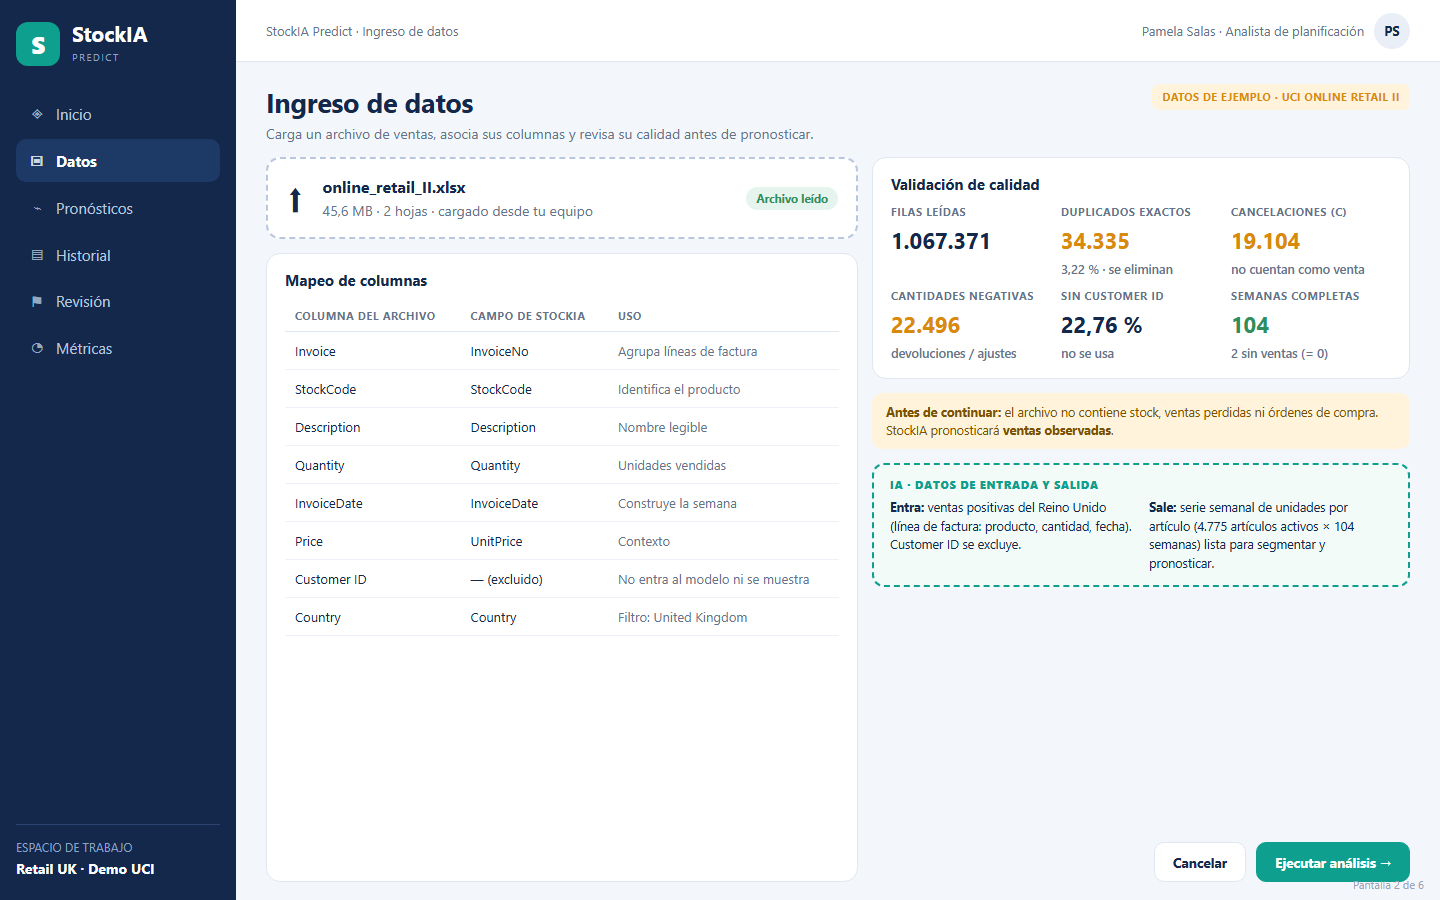 S
StockIA
PREDICT
Inicio
Datos
Pronósticos
Historial
Revisión
Métricas
ESPACIO DE TRABAJO
Retail UK · Demo UCI
StockIA Predict · Ingreso de datos
Pamela Salas · Analista de planificación
PS
Ingreso de datos
Carga un archivo de ventas, asocia sus columnas y revisa su calidad antes de pronosticar.
DATOS DE EJEMPLO · UCI ONLINE RETAIL II
online_retail_II.xlsx
45,6 MB · 2 hojas · cargado desde tu equipo
Archivo leído
Mapeo de columnas
COLUMNA DEL ARCHIVO CAMPO DE STOCKIA USO
Invoice InvoiceNo Agrupa líneas de factura
StockCode StockCode Identifica el producto
Description Description Nombre legible
Quantity Quantity Unidades vendidas
InvoiceDate InvoiceDate Construye la semana
Price UnitPrice Contexto
Customer ID — (excluido) No entra al modelo ni se muestra
Country Country Filtro: United Kingdom
Validación de calidad
FILAS LEÍDAS DUPLICADOS EXACTOS CANCELACIONES (C)
1.067.371 34.335 19.104
3,22 % · se eliminan no cuentan como venta
CANTIDADES NEGATIVAS SIN CUSTOMER ID SEMANAS COMPLETAS
22.496 22,76 % 104
devoluciones / ajustes no se usa 2 sin ventas (= 0)
Antes de continuar: el archivo no contiene stock, ventas perdidas ni órdenes de compra.
StockIA pronosticará ventas observadas.
IA · DATOS DE ENTRADA Y SALIDA
Entra: ventas positivas del Reino Unido
(línea de factura: producto, cantidad, fecha).
Customer ID se excluye.
Sale: serie semanal de unidades por
artículo (4.775 artículos activos × 104
semanas) lista para segmentar y
pronosticar.
Cancelar
Ejecutar análisis →
Pantalla 2 de 6